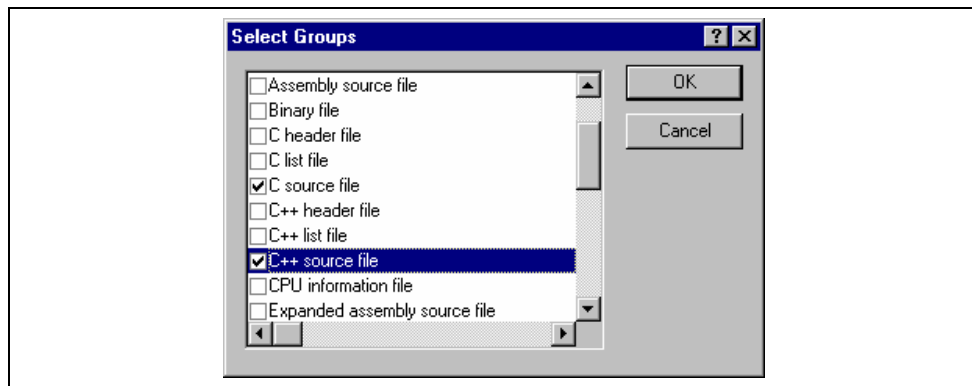 Select Groups
Assembly source file
OK
Binary file
C header file
Cancel
C list file
C source file
C++ header file
C++ list file
C++ source file
CPU information file
Expanded assembly source file